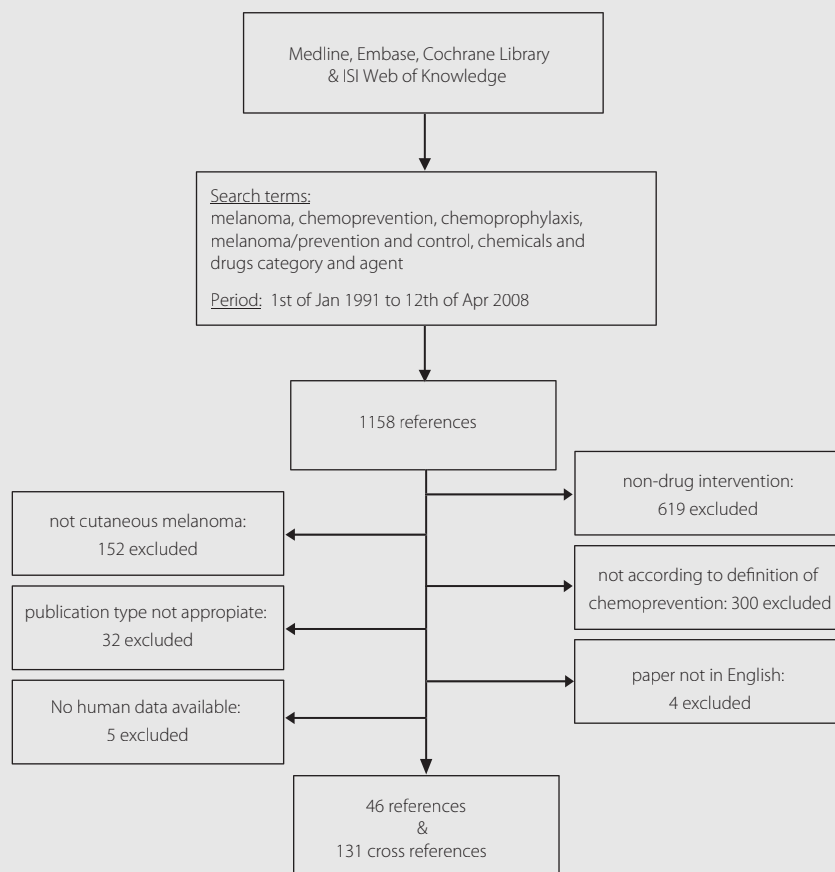 Medline, Embase, Cochrane Library
& ISI Web of Knowledge
Search terms:
melanoma, chemoprevention, chemoprophylaxis,
melanoma/prevention and control, chemicals and
drugs category and agent
Period: 1st of Jan 1991 to 12th of Apr 2008
1158 references
non-drug intervention:
619 excluded
not cutaneous melanoma:
152 excluded
not according to definition of
chemoprevention: 300 excluded
publication type not appropiate:
32 excluded
paper not in English:
4 excluded
No human data available:
5 excluded
46 references
&
131 cross references